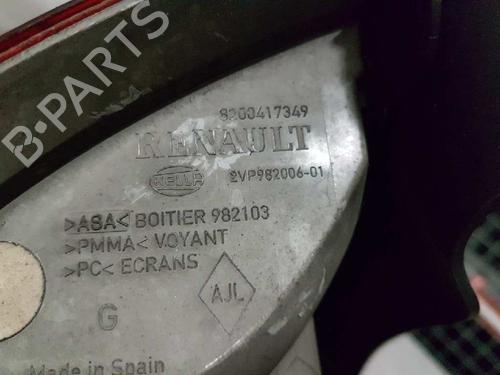 8200417349
RENAULT
HELLA 2VP982006-01
>ASA< BOITIER 982103
>PMMA< VOYANT
>PC< ECRANS
AJL
G
Made in Spain
B-PARTS